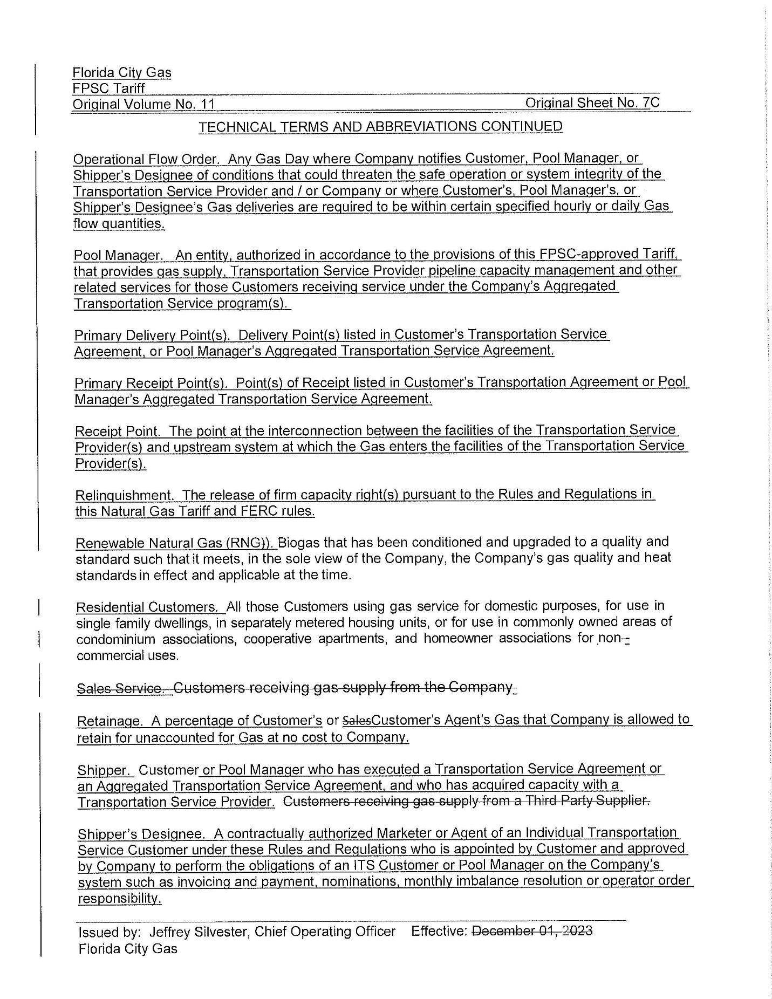 Florida City Gas
FPSC Tariff
Original Volume No. 11 Original Sheet No. 7C
TECHNICAL TERMS AND ABBREVIATIONS CONTINUED
Operational Flow Order. Any Gas Day where Company notifies Customer, Pool Manager, or
Shipper's Designee of conditions that could threaten the safe operation or system integrity of the
Transportation Service Provider and / or Company or where Customer's, Pool Manager's, or
Shipper's Designee's Gas deliveries are required to be within certain specified hourly or daily Gas
flow quantities.
Pool Manager. An entity, authorized in accordance to the provisions of this FPSC-approved Tariff,
that provides gas supply, Transportation Service Provider pipeline capacity management and other
related services for those Customers receiving service under the Company's Aggregated
Transportation Service program(s).
Primary Delivery Point(s). Delivery Point(s) listed in Customer's Transportation Service
Agreement, or Pool Manager's Aggregated Transportation Service Agreement.
Primary Receipt Point(s). Point(s) of Receipt listed in Customer's Transportation Agreement or Pool
Manager's Aggregated Transportation Service Agreement.
Receipt Point. The point at the interconnection between the facilities of the Transportation Service
Provider(s) and upstream system at which the Gas enters the facilities of the Transportation Service
Provider(s).
Relinquishment. The release of firm capacity right(s) pursuant to the Rules and Regulations in
this Natural Gas Tariff and FERC rules.
Renewable Natural Gas (RNG)). Biogas that has been conditioned and upgraded to a quality and
standard such that it meets, in the sole view of the Company, the Company's gas quality and heat
standards in effect and applicable at the time.
Residential Customers. All those Customers using gas service for domestic purposes, for use in
single family dwellings, in separately metered housing units, or for use in commonly owned areas of
condominium associations, cooperative apartments, and homeowner associations for non--
commercial uses.
Sales Service. Customers receiving gas supply from the Company.
Retainage. A percentage of Customer's or SalesCustomer's Agent's Gas that Company is allowed to
retain for unaccounted for Gas at no cost to Company.
Shipper. Customer or Pool Manager who has executed a Transportation Service Agreement or
an Aggregated Transportation Service Agreement, and who has acquired capacity with a
Transportation Service Provider. Customers receiving gas supply from a Third Party Supplier.
Shipper's Designee. A contractually authorized Marketer or Agent of an Individual Transportation
Service Customer under these Rules and Regulations who is appointed by Customer and approved
by Company to perform the obligations of an ITS Customer or Pool Manager on the Company's
system such as invoicing and payment, nominations, monthly imbalance resolution or operator order
responsibility.
Issued by: Jeffrey Silvester, Chief Operating Officer Effective: December 01, 2023
Florida City Gas